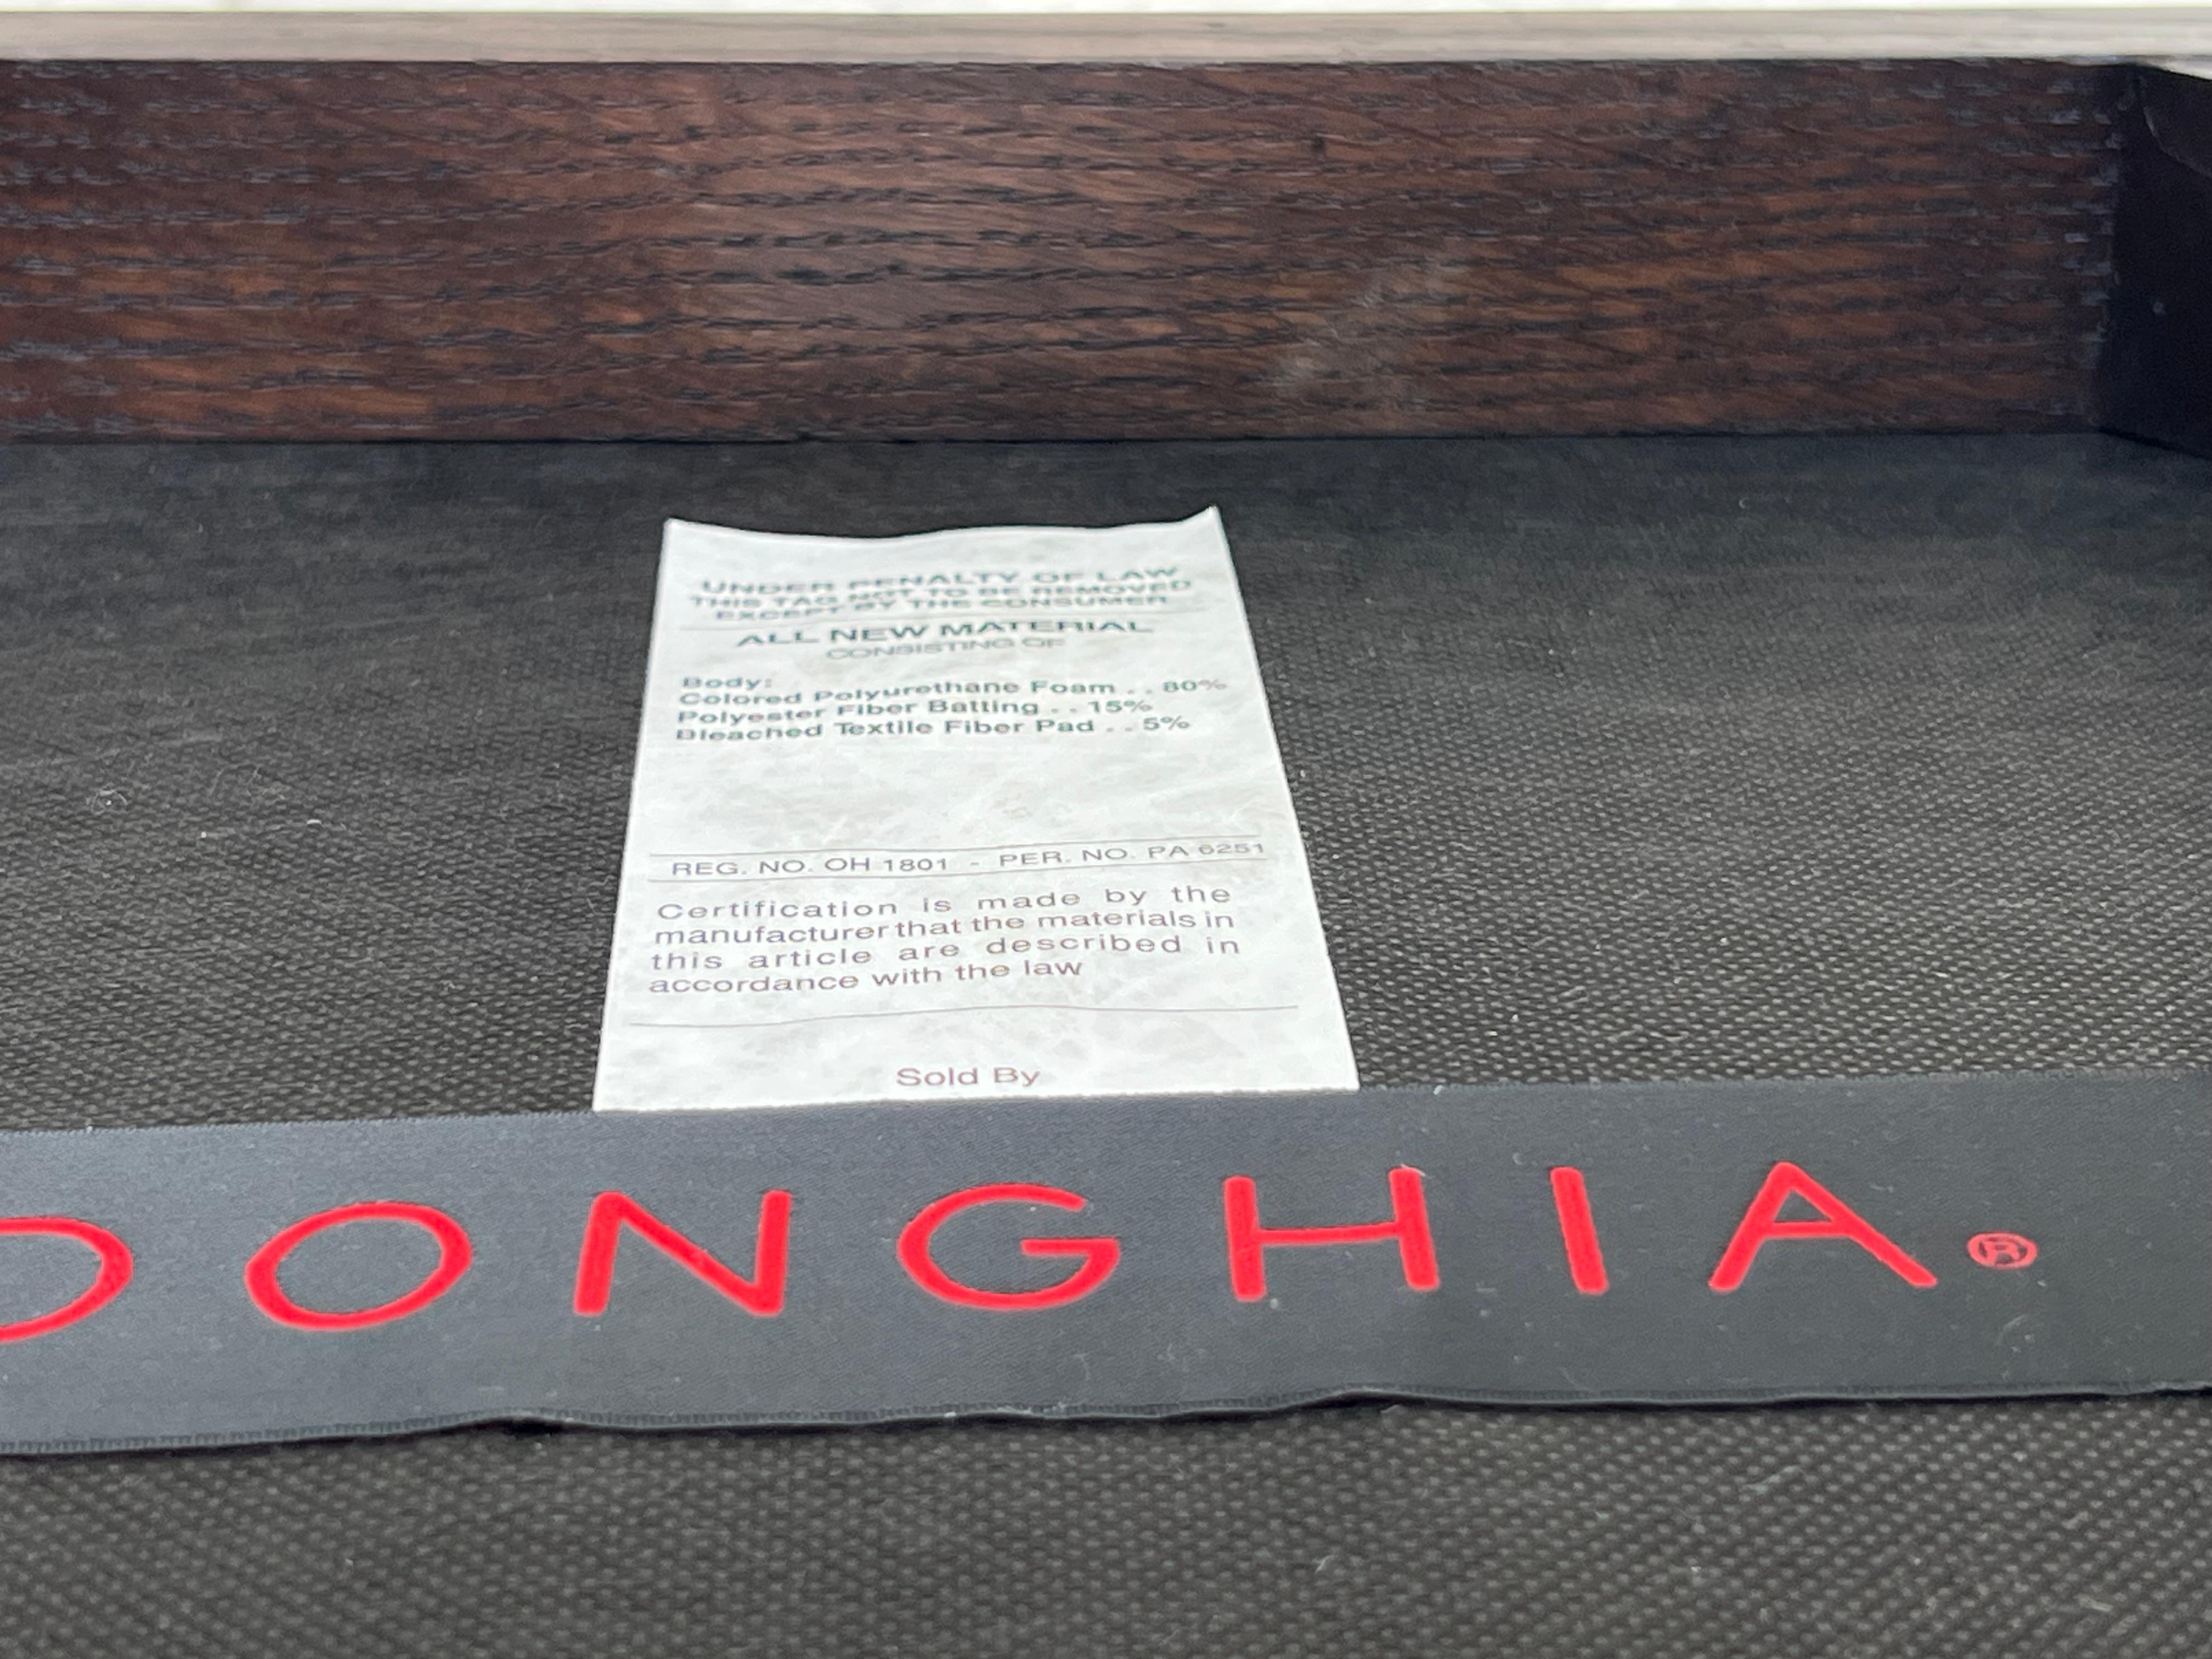 UNDER PENALTY OF LAW
THIS TAG NOT TO BE REMOVED
EXCEPT BY THE CONSUMER
ALL NEW MATERIAL
CONSISTING OF
Body:
Colored Polyurethane Foam . . 80%
Polyester Fiber Batting . . 15%
Bleached Textile Fiber Pad . . 5%
REG. NO. OH 1801 - PER. NO. PA 6251
Certification is made by the
manufacturer that the materials in
this article are described in
accordance with the law
Sold By
DONGHIA®